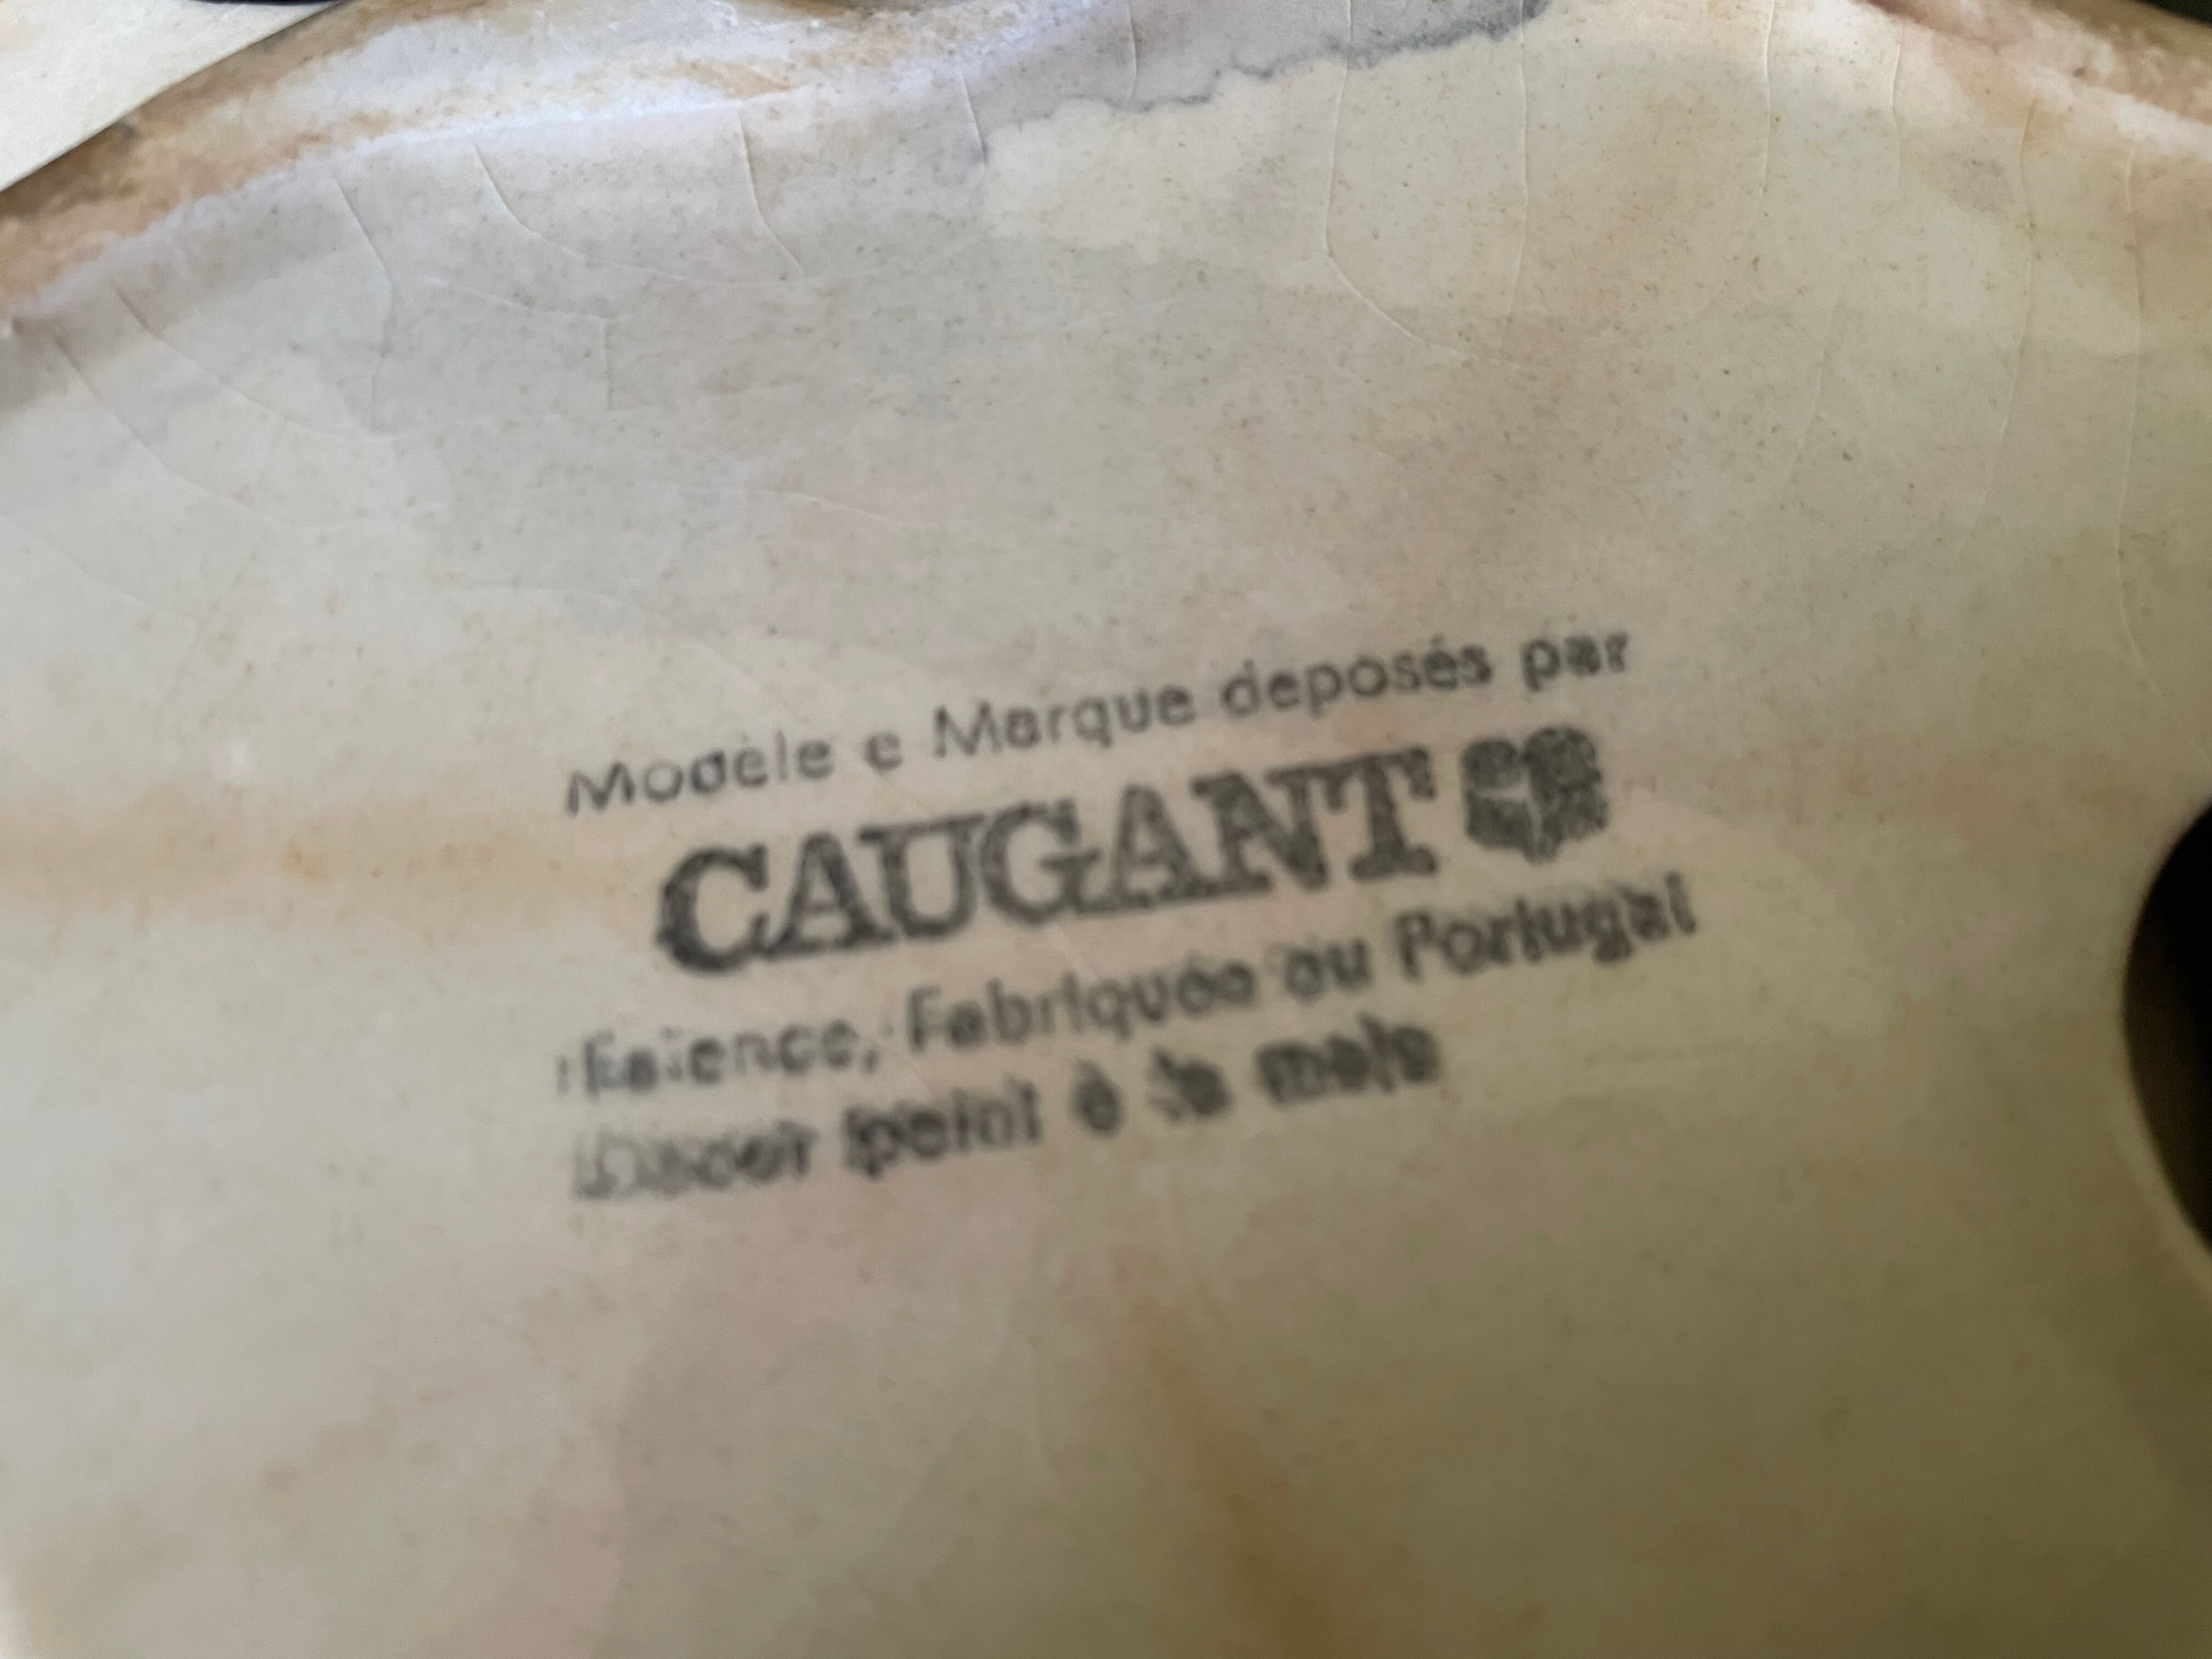 Modèle e Marque deposés par
CAUGANT
Faïence, Fabriquée au Portugal
Décor peint à la main